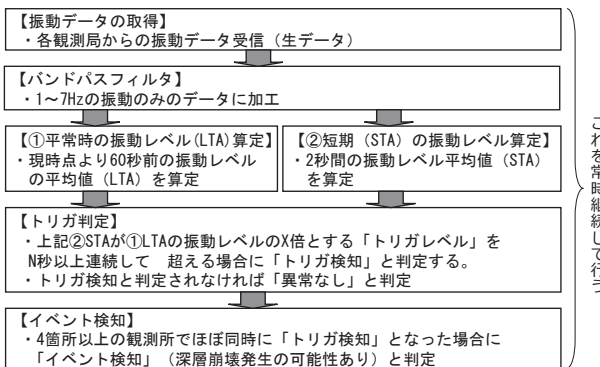 【振動データの取得】
・各観測局からの振動データ受信（生データ）
【バンドパスフィルタ】
・1～7Hzの振動のみのデータに加工
【①平常時の振動レベル(LTA)算定】
・現時点より60秒前の振動レベル
の平均値（LTA）を算定
【②短期（STA）の振動レベル算定】
・2秒間の振動レベル平均値（STA）
を算定
【トリガ判定】
・上記②STAが①LTAの振動レベルのX倍とする「トリガレベル」を
N秒以上連続して　超える場合に「トリガ検知」と判定する。
・トリガ検知と判定されなければ「異常なし」と判定
【イベント検知】
・4箇所以上の観測所でほぼ同時に「トリガ検知」となった場合に
「イベント検知」（深層崩壊発生の可能性あり）と判定
これを常時継続して行う